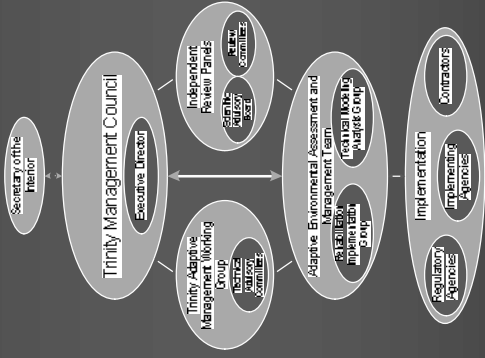 Secretary of the
Interior
Trinity Management Council
Executive Director
Trinity Adaptive
Management Working
Group
Technical
Advisory
Committees
Independent
Review Panels
Scientific
Advisory
Board
Review
Committees
Adaptive Environmental Assessment and
Management Team
Rehabilitation
Implementation
Group
Technical Modeling
Analysis Group
Implementation
Regulatory
Agencies
Implementing
Agencies
Contractors